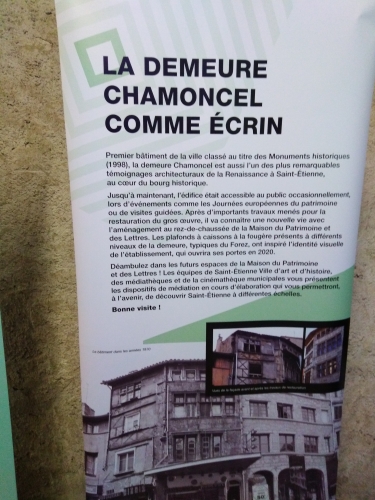 LA DEMEURE
CHAMONCEL
COMME ÉCRIN
Premier bâtiment de la ville classé au titre des Monuments historiques
(1998), la demeure Chamoncel est aussi l'un des plus remarquables
témoignages architecturaux de la Renaissance à Saint-Étienne,
au cœur du bourg historique.
Jusqu'à maintenant, l'édifice était accessible au public occasionnellement,
lors d'événements comme les Journées européennes du patrimoine
ou de visites guidées. Après d'importants travaux menés pour la
restauration du gros œuvre, il va connaître une nouvelle vie avec
l'aménagement au rez-de-chaussée de la Maison du Patrimoine et
des Lettres. Les plafonds à caissons à la fougère présents à différents
niveaux de la demeure, typiques du Forez, ont inspiré l'identité visuelle
de l'établissement, qui ouvrira ses portes en 2020.
Déambulez dans les futurs espaces de la Maison du Patrimoine
et des Lettres ! Les équipes de Saint-Étienne Ville d'art et d'histoire,
des médiathèques et de la cinémathèque municipales vous présentent
les dispositifs de médiation en cours d'élaboration qui vous permettront,
à l'avenir, de découvrir Saint-Étienne à différentes échelles.
Bonne visite !